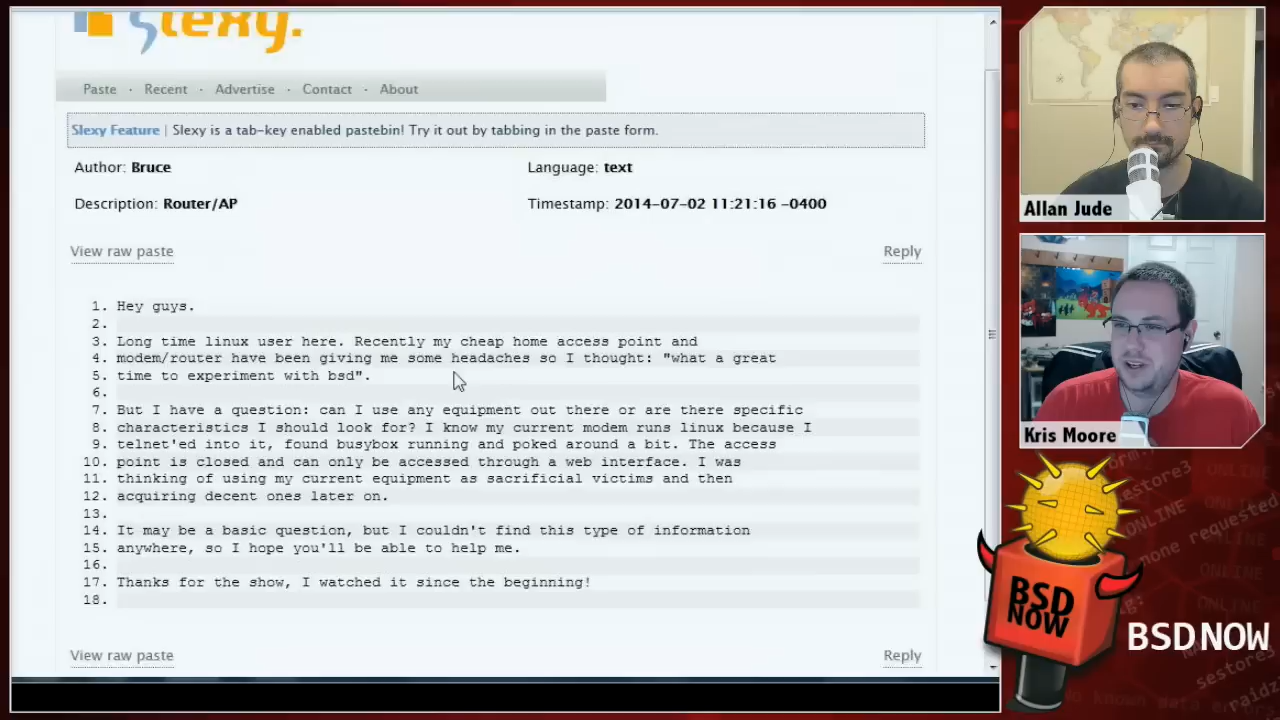 slexy.
Paste · Recent · Advertise · Contact · About
Slexy Feature | Slexy is a tab-key enabled pastebin! Try it out by tabbing in the paste form.
Author: Bruce
Language: text
Description: Router/AP
Timestamp: 2014-07-02 11:21:16 -0400
View raw paste
Reply
1. Hey guys.
2.
3. Long time linux user here. Recently my cheap home access point and
4. modem/router have been giving me some headaches so I thought: "what a great
5. time to experiment with bsd".
6.
7. But I have a question: can I use any equipment out there or are there specific
8. characteristics I should look for? I know my current modem runs linux because I
9. telnet'ed into it, found busybox running and poked around a bit. The access
10. point is closed and can only be accessed through a web interface. I was
11. thinking of using my current equipment as sacrificial victims and then
12. acquiring decent ones later on.
13.
14. It may be a basic question, but I couldn't find this type of information
15. anywhere, so I hope you'll be able to help me.
16.
17. Thanks for the show, I watched it since the beginning!
18.
View raw paste
Reply
Allan Jude
Kris Moore
BSD
NOW
BSDNOW